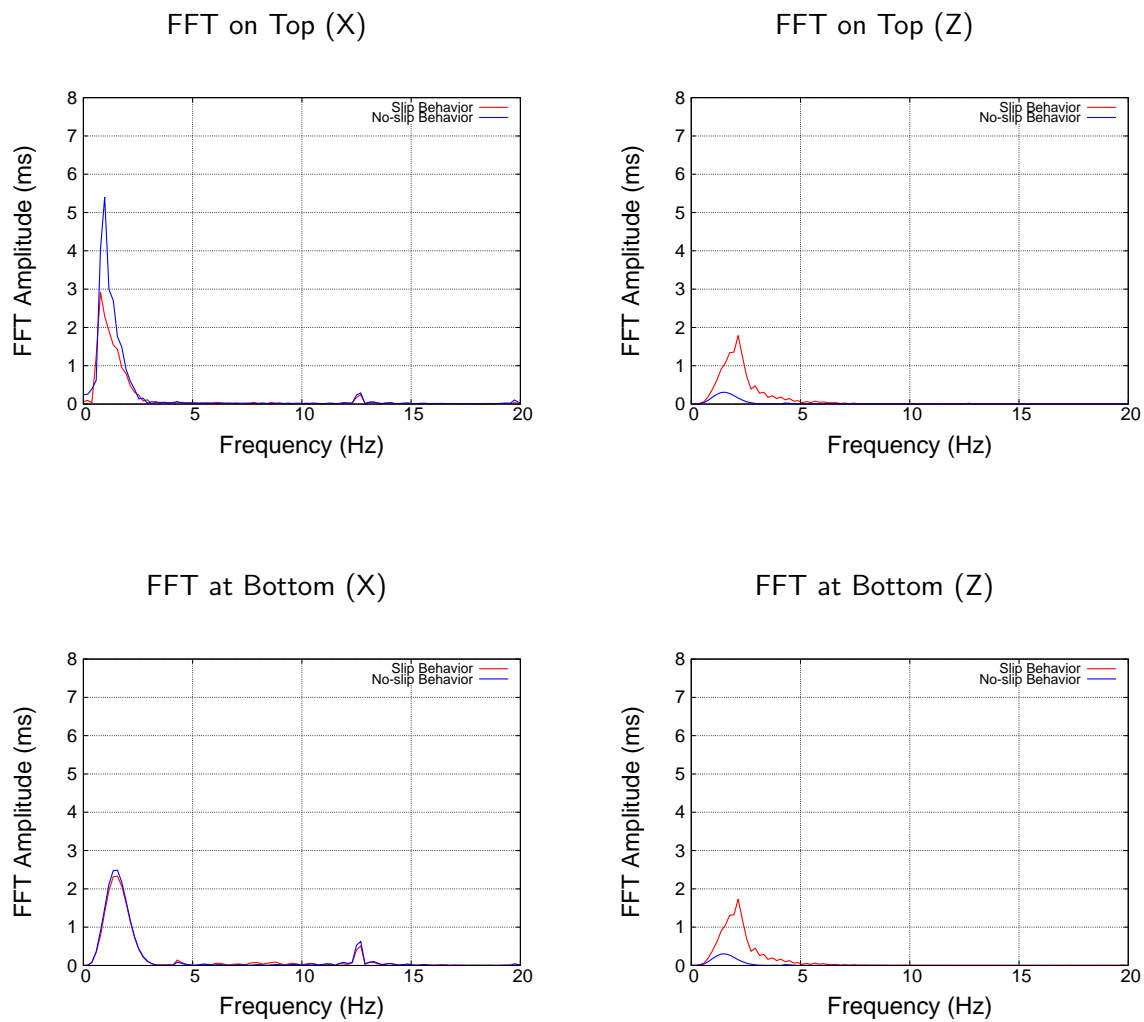 FFT on Top (X)
8
7
6
5
4
3
2
1
0
0
5
10
15
20
FFT Amplitude (ms)
Frequency (Hz)
Slip Behavior
No-slip Behavior
FFT on Top (Z)
8
7
6
5
4
3
2
1
0
0
5
10
15
20
FFT Amplitude (ms)
Frequency (Hz)
Slip Behavior
No-slip Behavior
FFT at Bottom (X)
8
7
6
5
4
3
2
1
0
0
5
10
15
20
FFT Amplitude (ms)
Frequency (Hz)
Slip Behavior
No-slip Behavior
FFT at Bottom (Z)
8
7
6
5
4
3
2
1
0
0
5
10
15
20
FFT Amplitude (ms)
Frequency (Hz)
Slip Behavior
No-slip Behavior